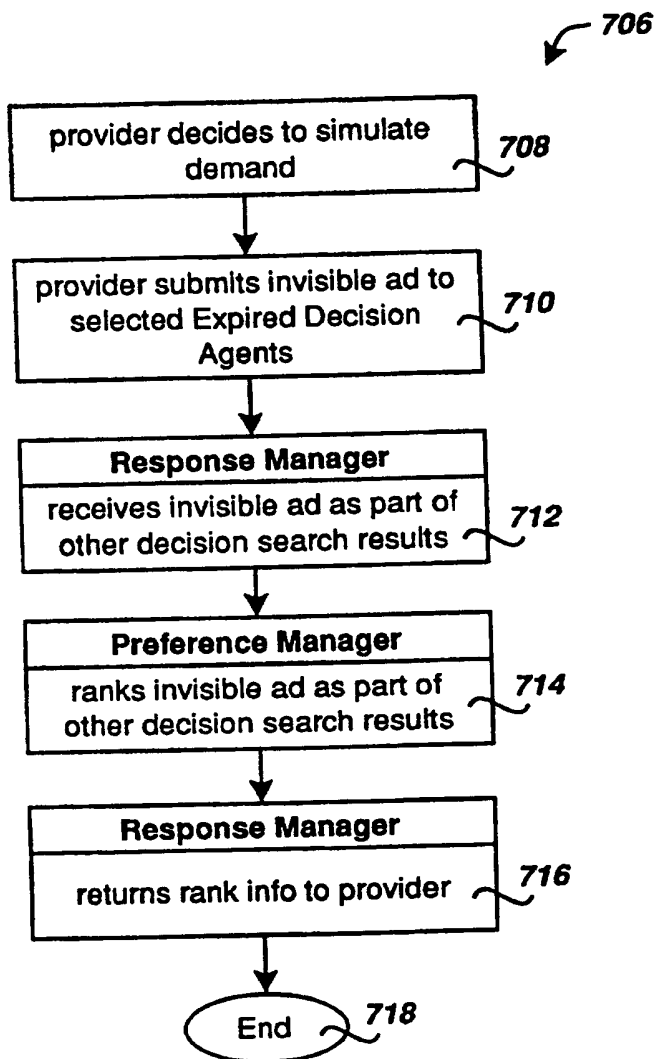 706
provider decides to simulate
demand
708
provider submits invisible ad to
selected Expired Decision
Agents
710
Response Manager
receives invisible ad as part of
other decision search results
712
Preference Manager
ranks invisible ad as part of
other decision search results
714
Response Manager
returns rank info to provider
716
End
718